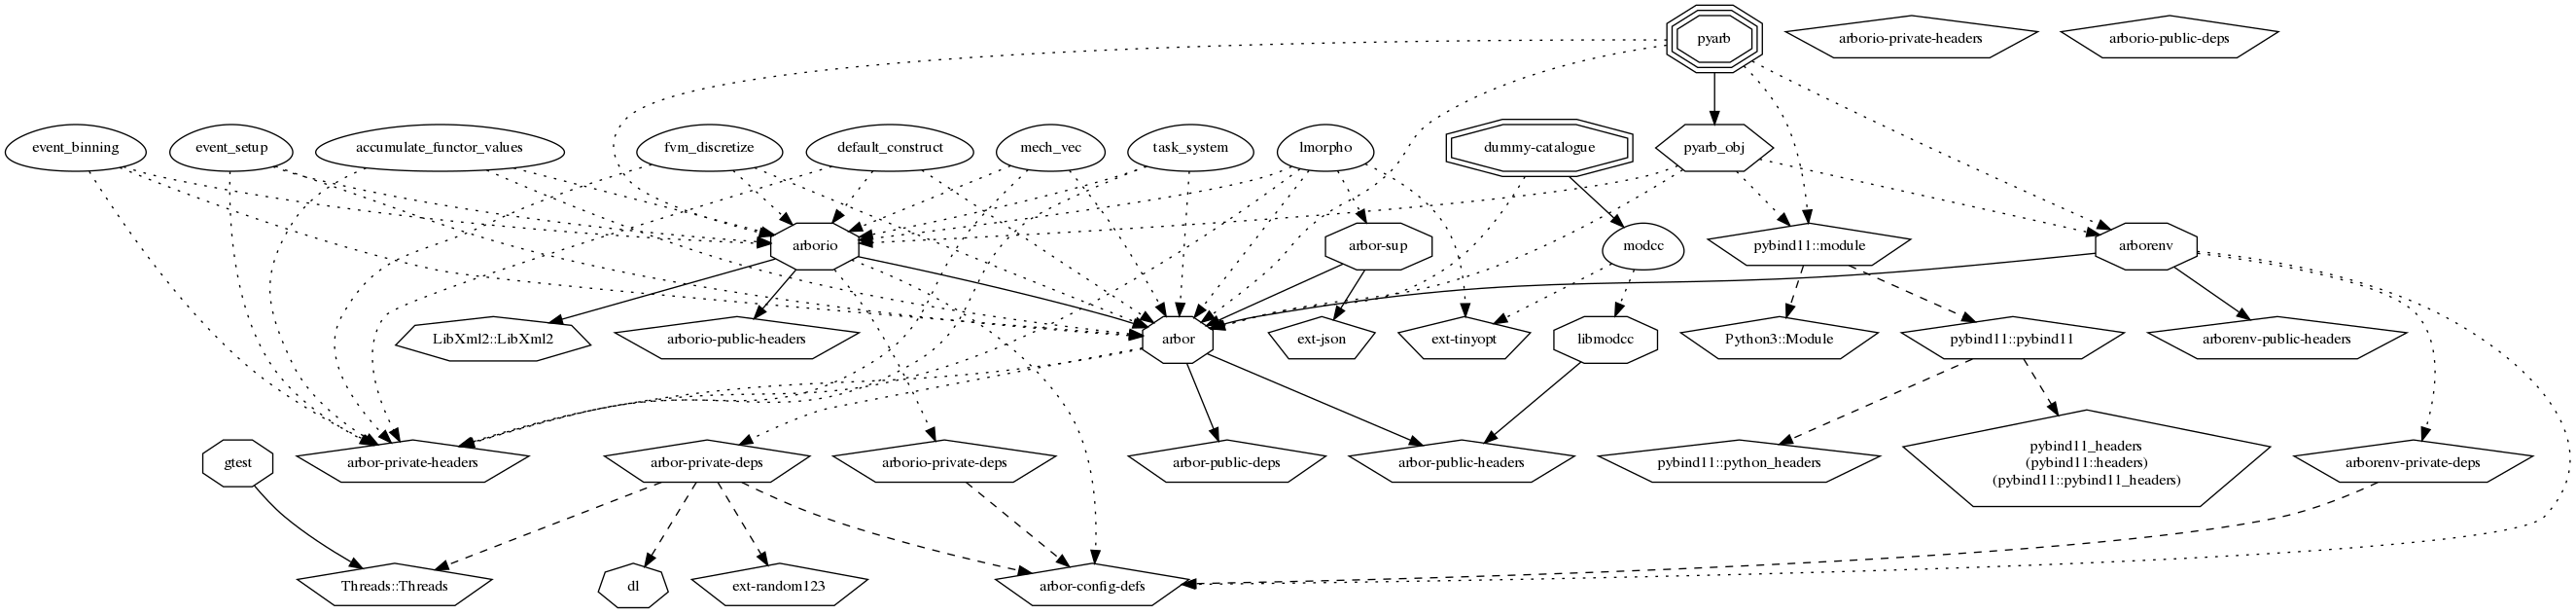 pyarb
arborio-private-headers
arborio-public-deps
event_binning
event_setup
accumulate_functor_values
fvm_discretize
default_construct
mech_vec
task_system
lmorpho
dummy-catalogue
pyarb_obj
arborio
arbor-sup
modcc
pybind11::module
arborenv
LibXml2::LibXml2
arborio-public-headers
arbor
ext-json
ext-tinyopt
libmodcc
Python3::Module
pybind11::pybind11
arborenv-public-headers
gtest
arbor-private-headers
arbor-private-deps
arborio-private-deps
arbor-public-deps
arbor-public-headers
pybind11::python_headers
pybind11_headers
(pybind11::headers)
(pybind11::pybind11_headers)
arborenv-private-deps
Threads::Threads
dl
ext-random123
arbor-config-defs